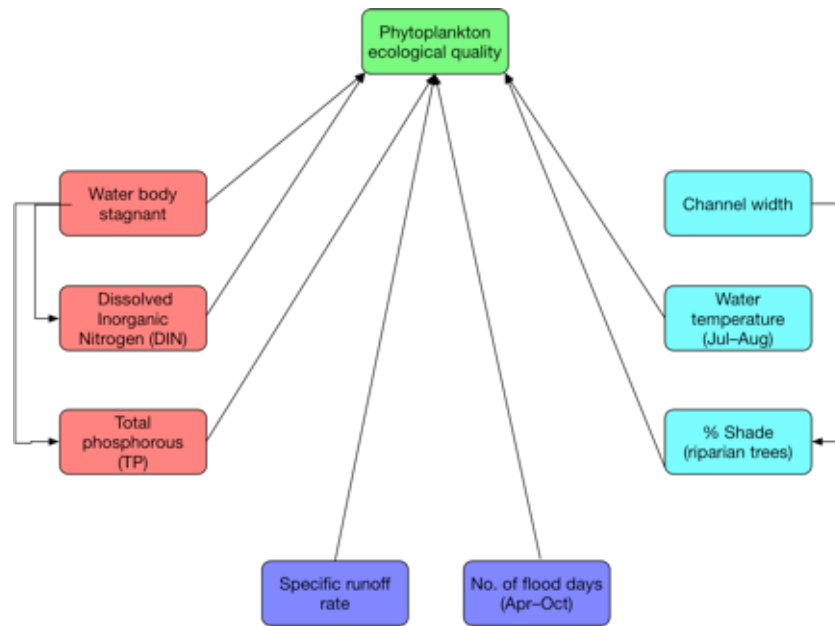 Phytoplankton
ecological quality
Water body
stagnant
Channel width
Dissolved
Inorganic
Nitrogen (DIN)
Water
temperature
(Jul–Aug)
Total
phosphorous
(TP)
% Shade
(riparian trees)
Specific runoff
rate
No. of flood days
(Apr–Oct)